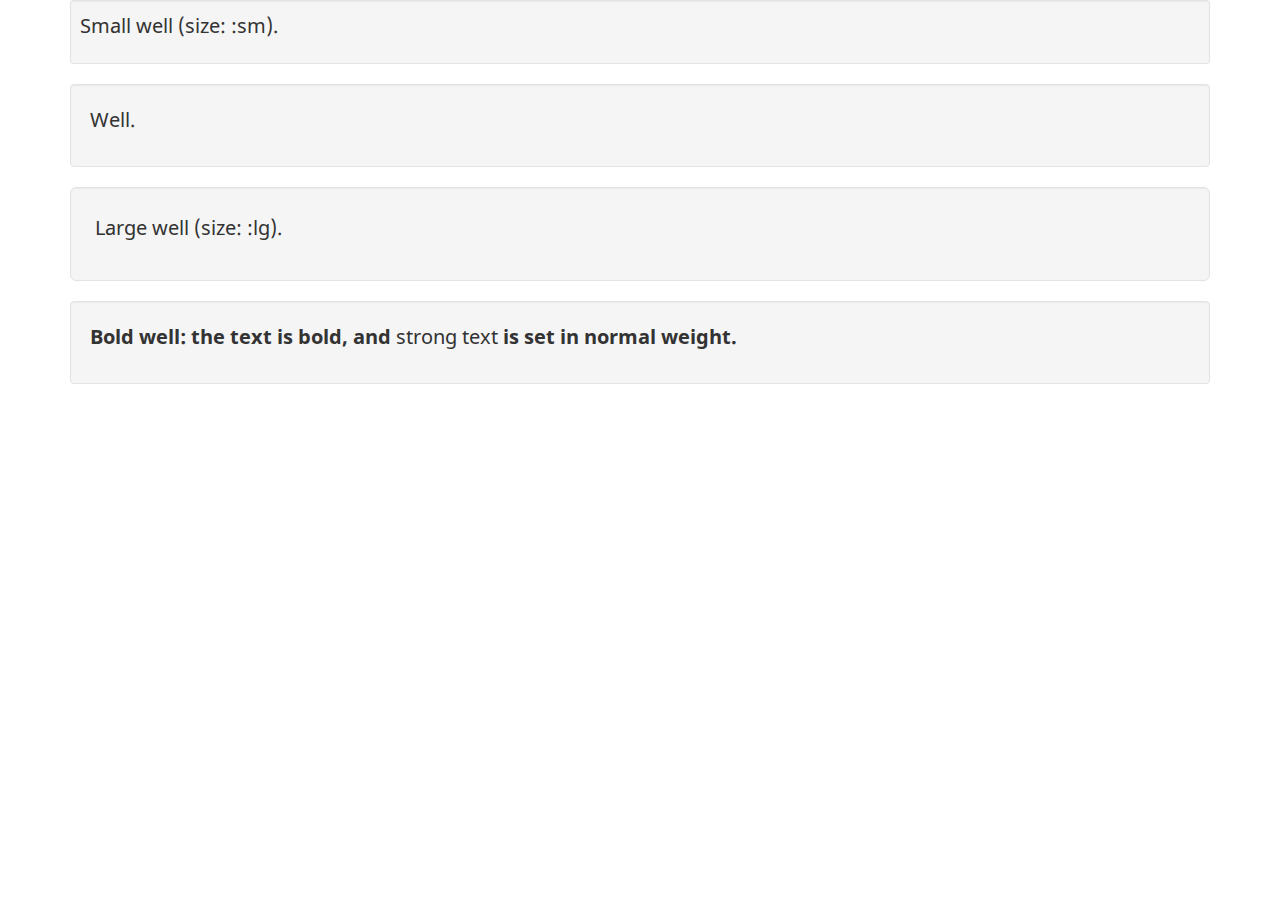 Small well (size: :sm).
Well.
Large well (size: :lg).
Bold well: the text is bold, and strong text is set in normal weight.